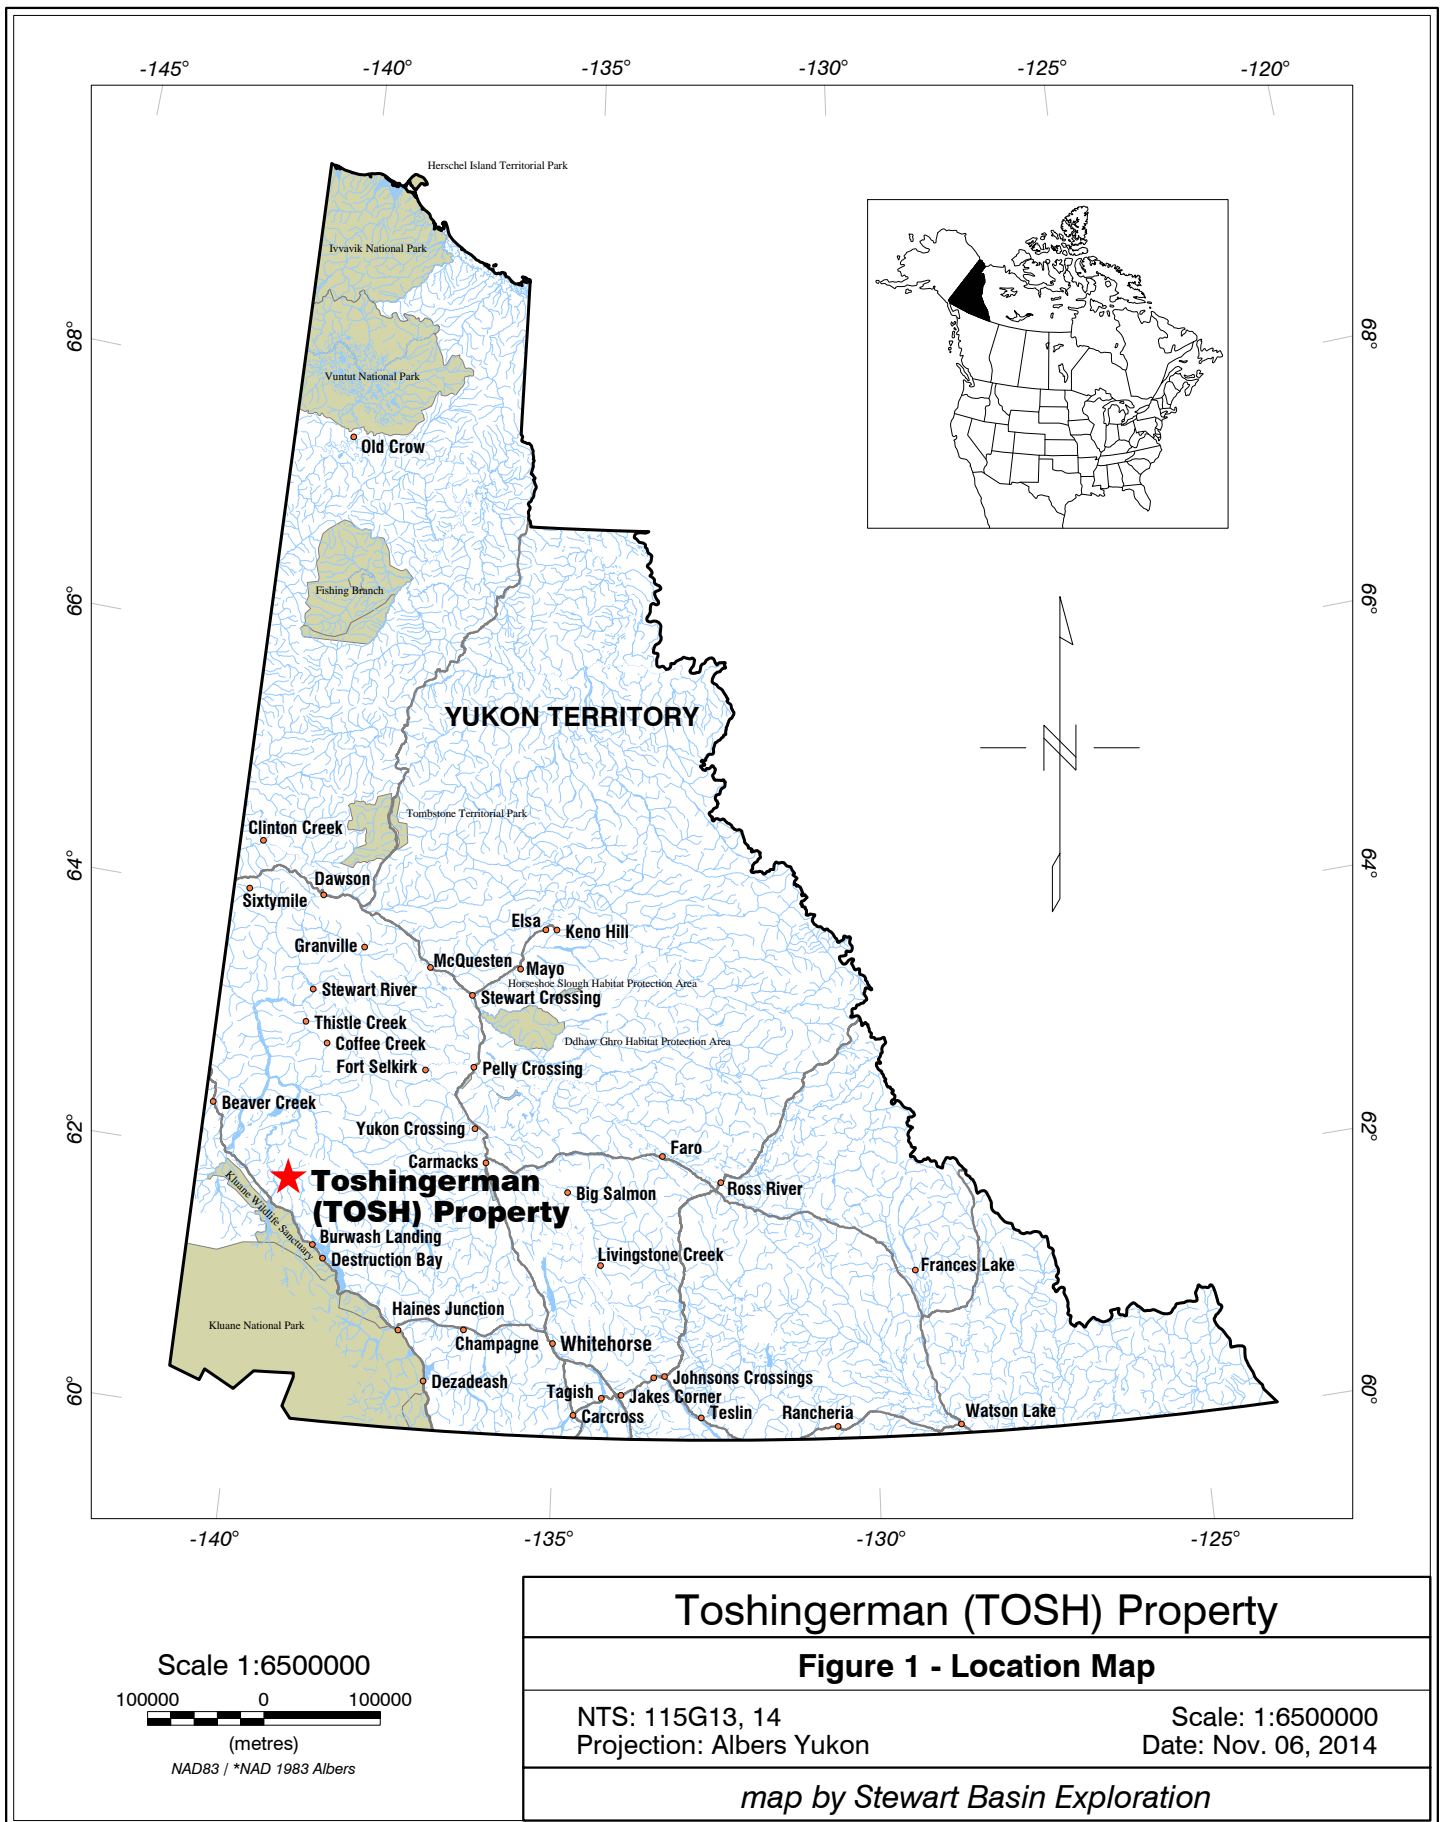 -145° -140° -135° -130° -125° -120°
Herschel Island Territorial Park
Ivvavik National Park
68° 68°
Vuntut National Park
Old Crow
Fishing Branch
66° 66°
YUKON TERRITORY
N
Tombstone Territorial Park
Clinton Creek
64° 64°
Dawson
Sixtymile
Elsa
Keno Hill
Granville
McQuesten
Mayo
Horseshoe Slough Habitat Protection Area
Stewart River
Stewart Crossing
Thistle Creek
Coffee Creek
Ddhaw Ghro Habitat Protection Area
Fort Selkirk
Pelly Crossing
Beaver Creek
62° 62°
Yukon Crossing
Faro
Carmacks
Toshingerman
(TOSH) Property
Big Salmon
Ross River
Kluane Wildlife Sanctuary
Burwash Landing
Destruction Bay
Livingstone Creek
Frances Lake
Haines Junction
Kluane National Park
Champagne
Whitehorse
Dezadeash
Johnsons Crossings
60° 60°
Tagish
Jakes Corner
Carcross
Teslin
Rancheria
Watson Lake
-140° -135° -130° -125°
Toshingerman (TOSH) Property
Figure 1 - Location Map
Scale 1:6500000
100000 0 100000
(metres)
NAD83 / *NAD 1983 Albers
NTS: 115G13, 14
Scale: 1:6500000
Projection: Albers Yukon
Date: Nov. 06, 2014
map by Stewart Basin Exploration